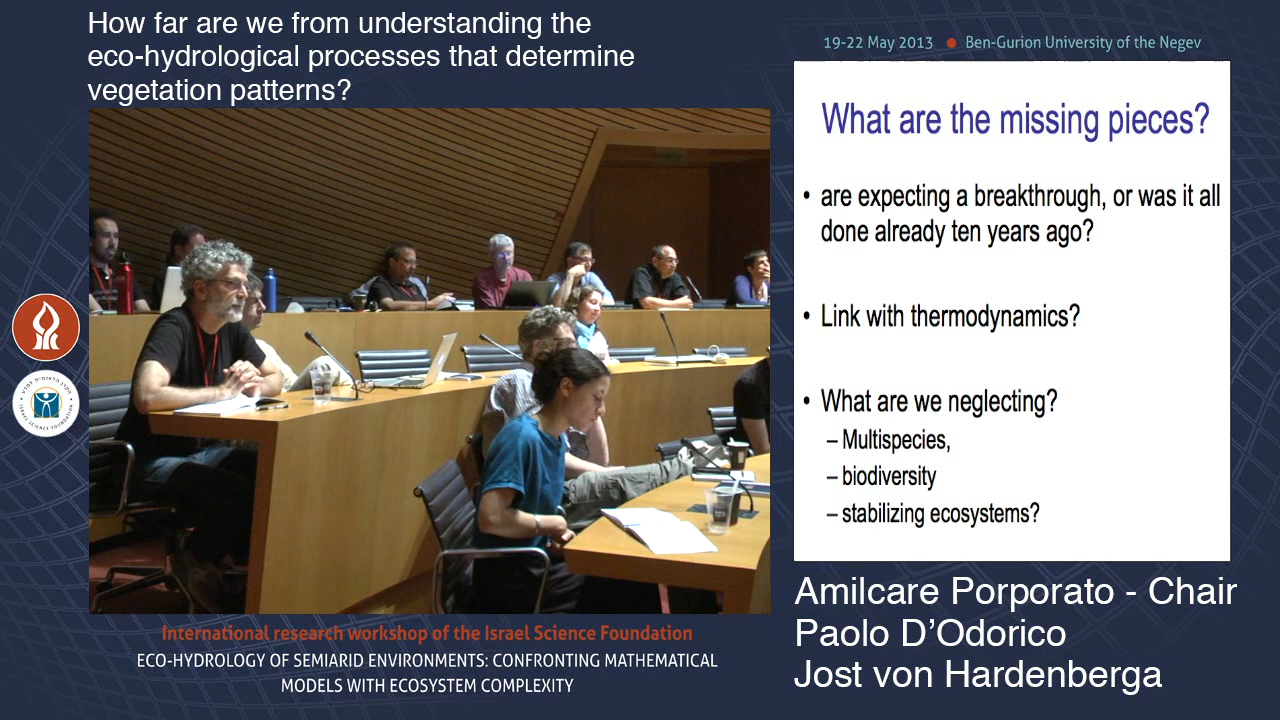 How far are we from understanding the
eco-hydrological processes that determine
vegetation patterns?
19-22 May 2013 ● Ben-Gurion University of the Negev
What are the missing pieces?
• are expecting a breakthrough, or was it all
done already ten years ago?
• Link with thermodynamics?
• What are we neglecting?
– Multispecies,
– biodiversity
– stabilizing ecosystems?
ISRAEL SCIENCE FOUNDATION
International research workshop of the Israel Science Foundation
ECO-HYDROLOGY OF SEMIARID ENVIRONMENTS: CONFRONTING MATHEMATICAL
MODELS WITH ECOSYSTEM COMPLEXITY
Amilcare Porporato - Chair
Paolo D’Odorico
Jost von Hardenberga